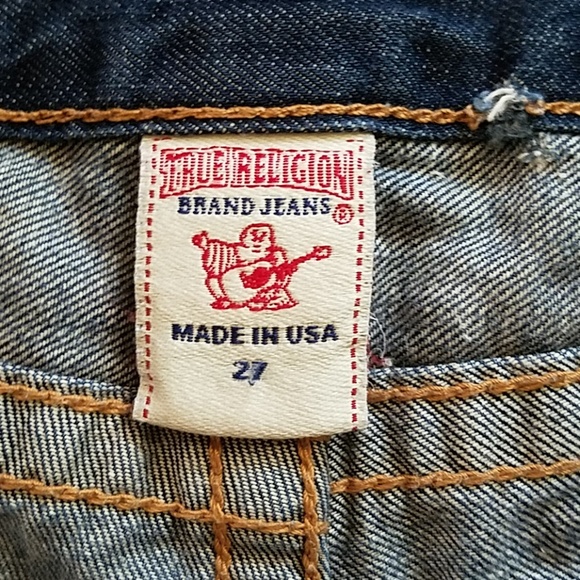 TRUE RELIGION
BRAND JEANS ®
MADE IN USA
27